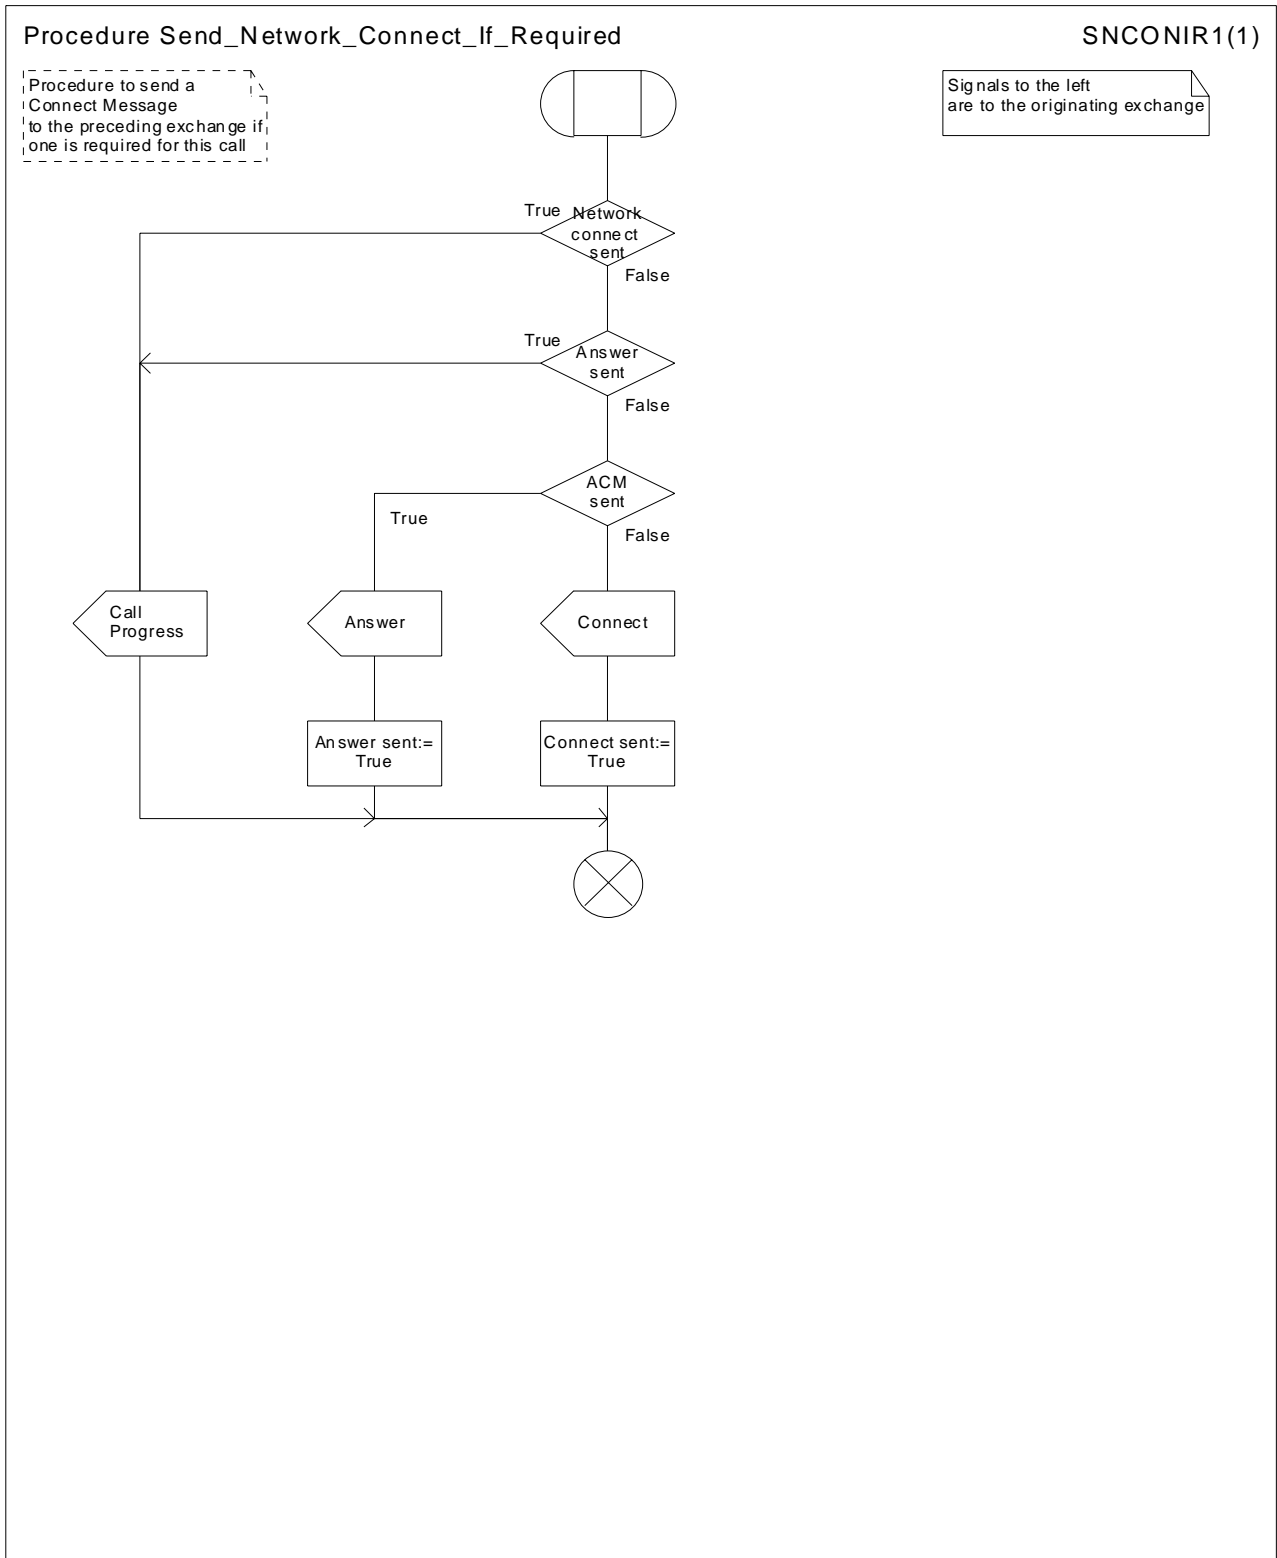 Procedure Send_Network_Connect_If_Required
SNCONIR1(1)
Procedure to send a
Connect Message
to the preceding exchange if
one is required for this call
Signals to the left
are to the originating exchange
True
Network
connect
sent
False
True
Answer
sent
False
ACM
sent
True
False
Call
Progress
Answer
Connect
Answer sent:=
True
Connect sent:=
True